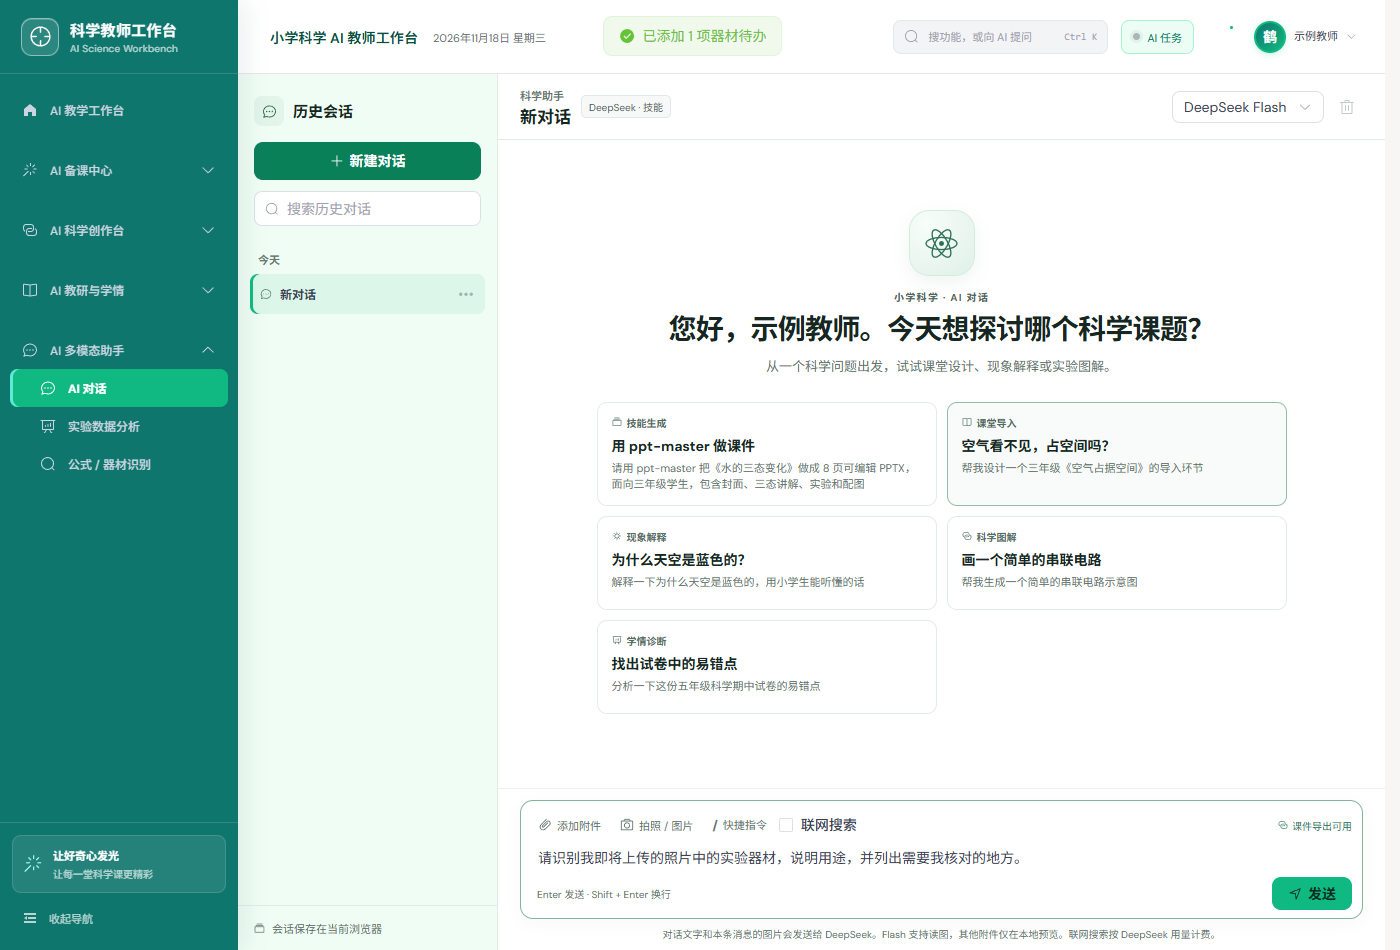 科学教师工作台
AI Science Workbench
AI 教学工作台
AI 备课中心
AI 科学创作台
AI 教研与学情
AI 多模态助手
AI 对话
实验数据分析
公式 / 器材识别
让好奇心发光
让每一堂科学课更精彩
收起导航
小学科学 AI 教师工作台
2026年11月18日 星期三
已添加 1 项器材待办
搜功能，或向 AI 提问
Ctrl K
AI 任务
鹤
示例教师
历史会话
新建对话
搜索历史对话
今天
新对话
会话保存在当前浏览器
科学助手
新对话
DeepSeek · 技能
DeepSeek Flash
小学科学 · AI 对话
您好，示例教师。今天想探讨哪个科学课题？
从一个科学问题出发，试试课堂设计、现象解释或实验图解。
技能生成
用 ppt-master 做课件
请用 ppt-master 把《水的三态变化》做成 8 页可编辑 PPTX，
面向三年级学生，包含封面、三态讲解、实验和配图
课堂导入
空气看不见，占空间吗？
帮我设计一个三年级《空气占据空间》的导入环节
现象解释
为什么天空是蓝色的？
解释一下为什么天空是蓝色的，用小学生能听懂的话
科学图解
画一个简单的串联电路
帮我生成一个简单的串联电路示意图
学情诊断
找出试卷中的易错点
分析一下这份五年级科学期中试卷的易错点
添加附件
拍照 / 图片
/ 快捷指令
联网搜索
课件导出可用
请识别我即将上传的照片中的实验器材，说明用途，并列出需要我核对的地方。
Enter 发送 · Shift + Enter 换行
发送
对话文字和本条消息的图片会发送给 DeepSeek。Flash 支持读图，其他附件仅在本地预览。联网搜索按 DeepSeek 用量计费。